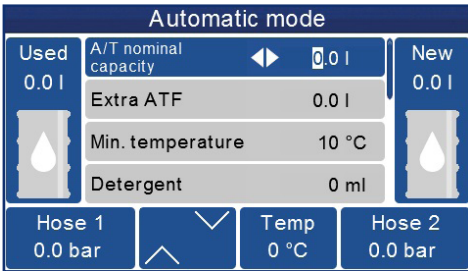 Automatic mode
Used
0.0 l
A/T nominal
capacity
0.0 l
Extra ATF
0.0 l
Min. temperature
10 °C
Detergent
0 ml
New
0.0 l
Hose 1
0.0 bar
Temp
0 °C
Hose 2
0.0 bar